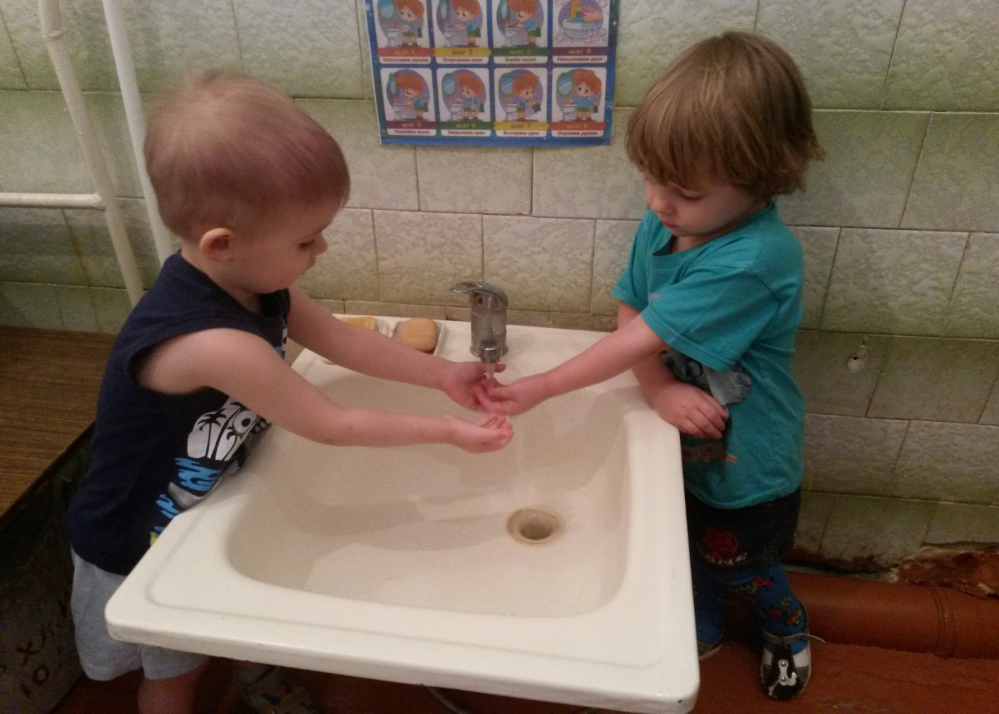 шаг 1 шаг 2 шаг 3 шаг 4
Закатываем рукава Открываем кран Берём мыло Намыливаем руки
шаг 5 шаг 6 шаг 7 шаг 8
Смываем мыло Закрываем кран Вытираем руки Опускаем рукава